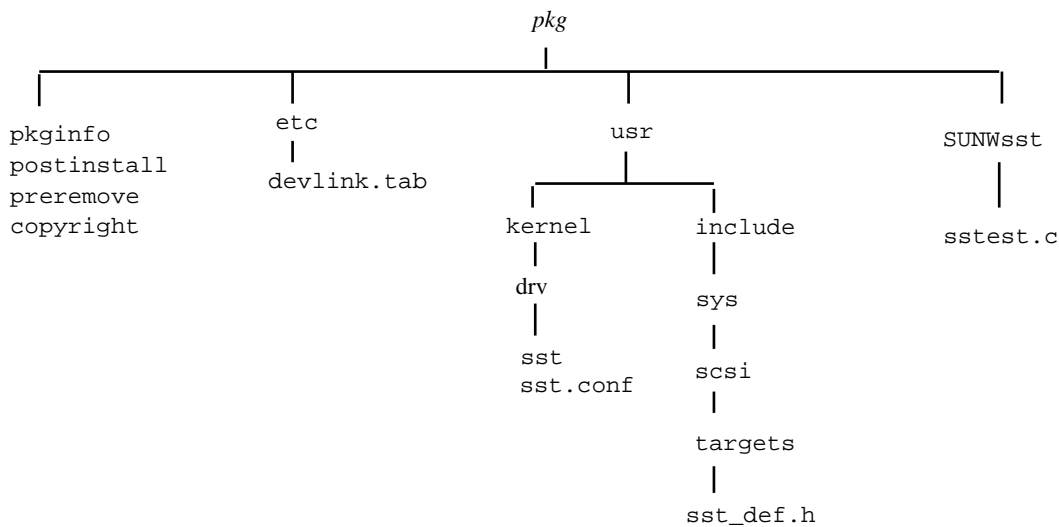 pkg
pkginfo
postinstall
preremove
copyright
etc
devlink.tab
usr
SUNWsst
kernel
include
sstest.c
drv
sys
sst
sst.conf
scsi
targets
sst_def.h